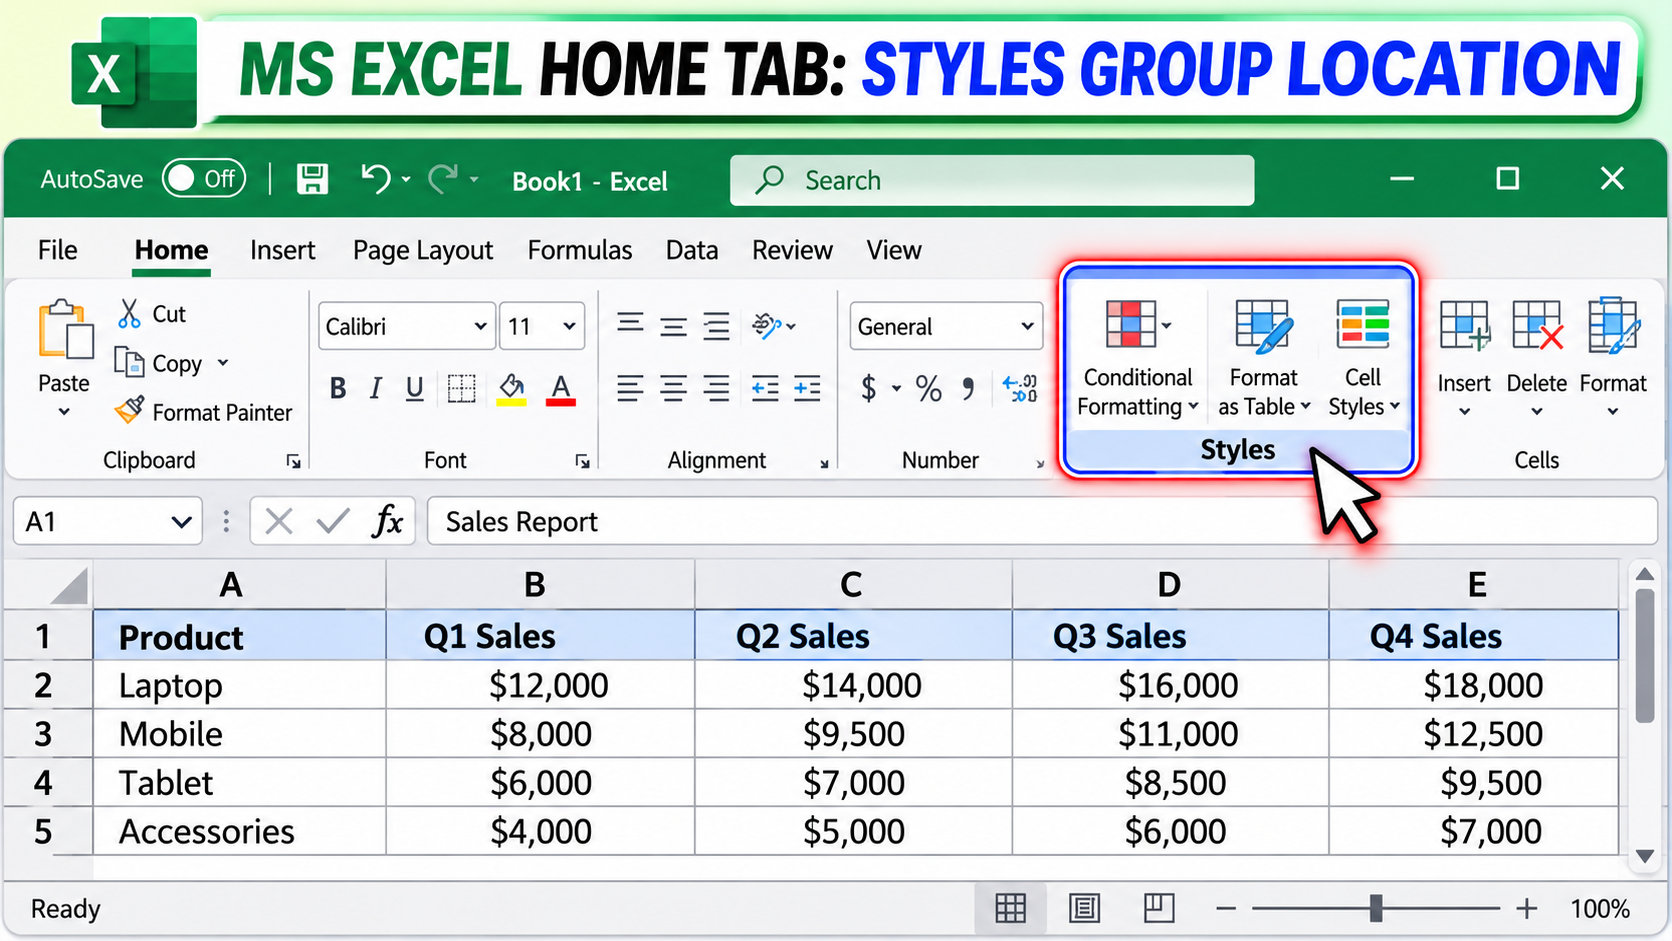 X
MS EXCEL HOME TAB: STYLES GROUP LOCATION
AutoSave Off Book1 - Excel Search
File Home Insert Page Layout Formulas Data Review View
Paste
Cut
Copy
Format Painter
Clipboard
Calibri 11
B I U A
Font
Alignment
General
$ % ,
Number
Conditional
Formatting
Format
as Table
Cell
Styles
Styles
Insert Delete Format
Cells
A1 fx Sales Report
A B C D E
1 Product Q1 Sales Q2 Sales Q3 Sales Q4 Sales
2 Laptop $12,000 $14,000 $16,000 $18,000
3 Mobile $8,000 $9,500 $11,000 $12,500
4 Tablet $6,000 $7,000 $8,500 $9,500
5 Accessories $4,000 $5,000 $6,000 $7,000
Ready 100%